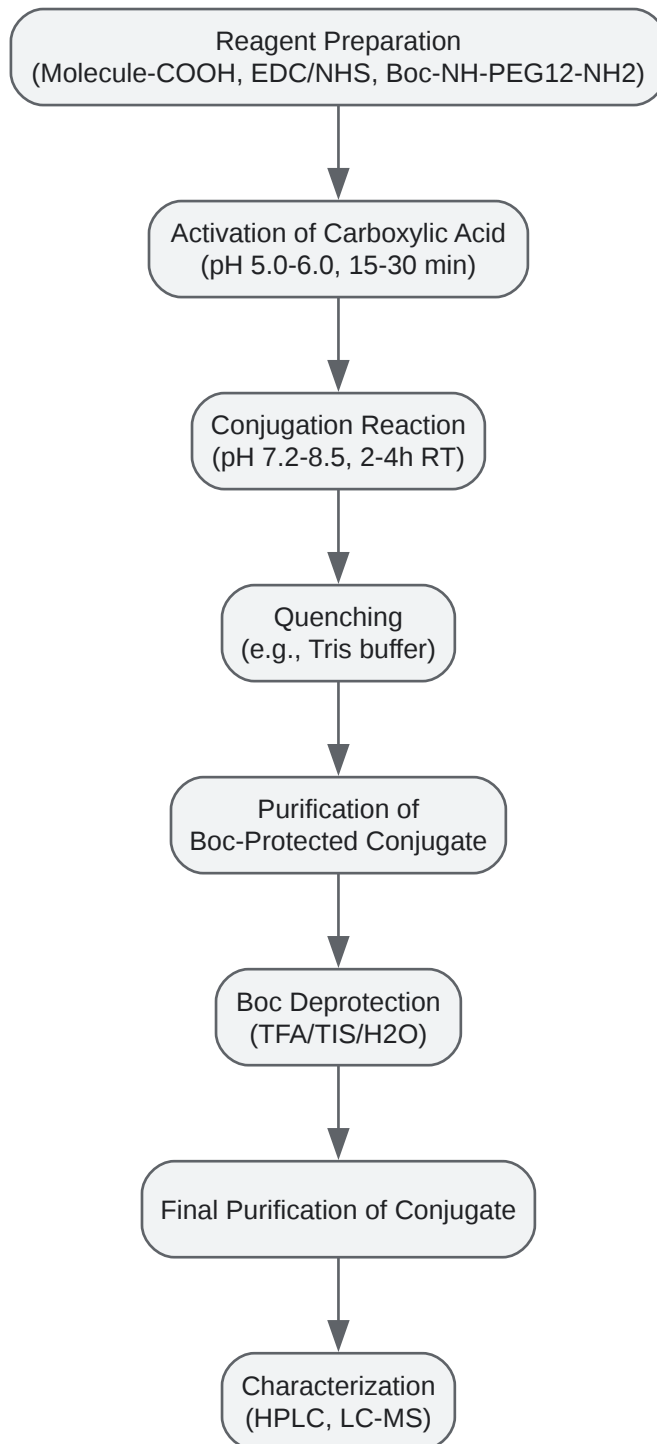 Reagent Preparation
(Molecule-COOH, EDC/NHS, Boc-NH-PEG12-NH2)
Activation of Carboxylic Acid
(pH 5.0-6.0, 15-30 min)
Conjugation Reaction
(pH 7.2-8.5, 2-4h RT)
Quenching
(e.g., Tris buffer)
Purification of
Boc-Protected Conjugate
Boc Deprotection
(TFA/TIS/H2O)
Final Purification of Conjugate
Characterization
(HPLC, LC-MS)